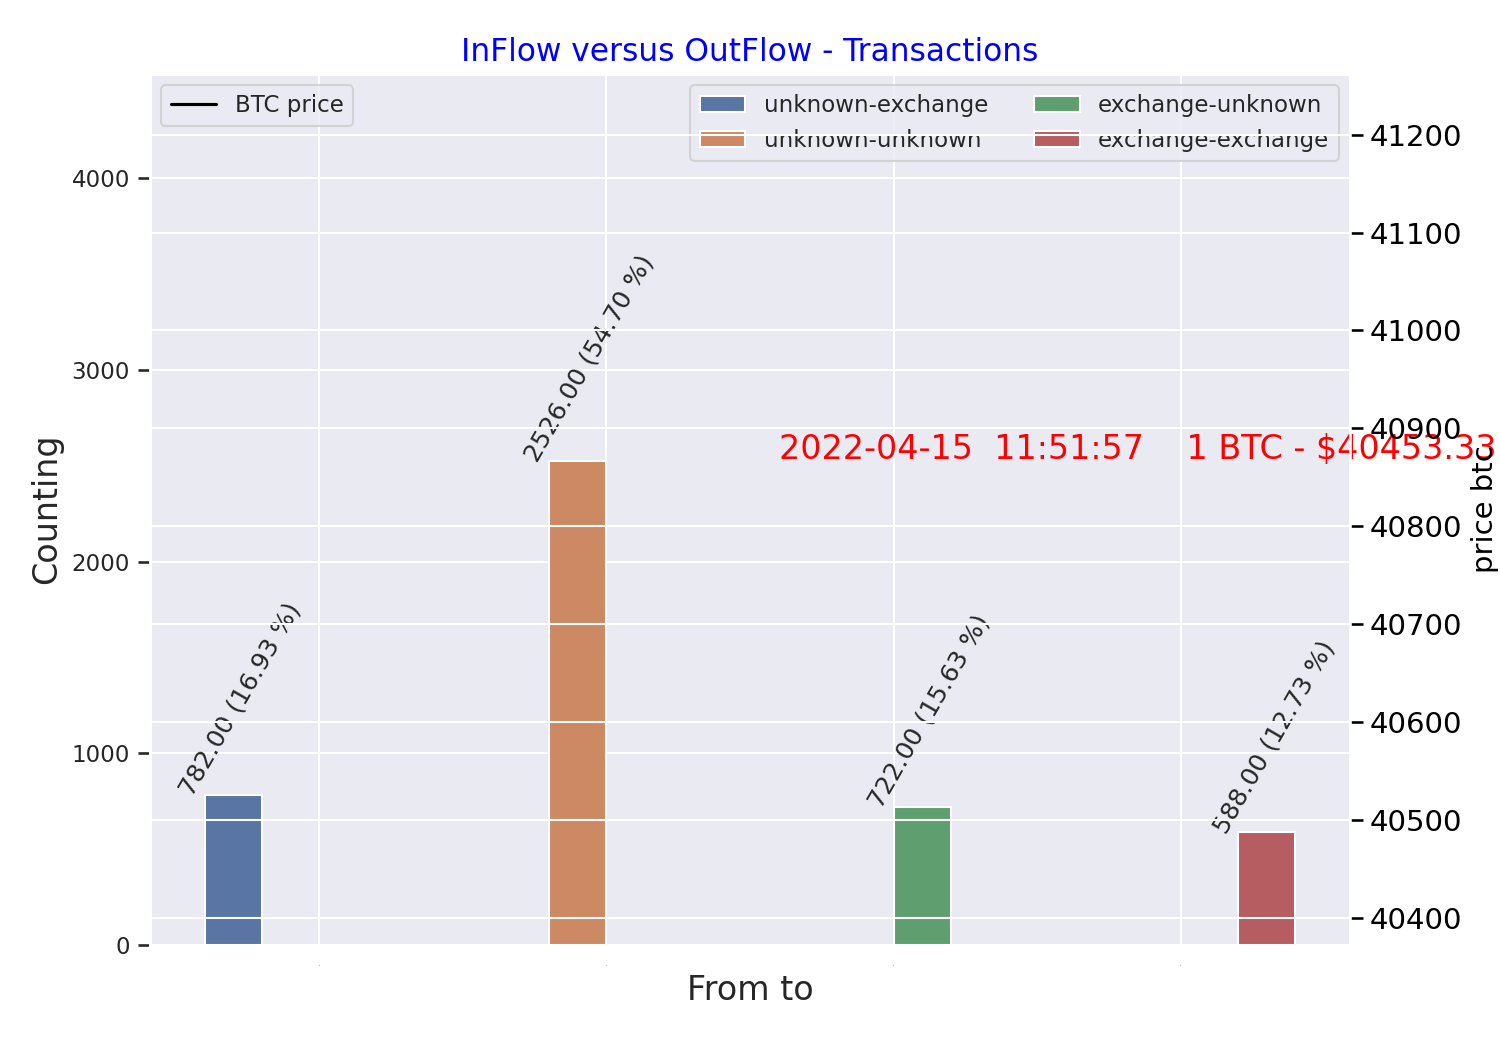 InFlow versus OutFlow - Transactions
BTC price
unknown-exchange
unknown-unknown
exchange-unknown
exchange-exchange
4000
3000
2000
1000
0
Counting
782.00 (16.93 %)
2526.00 (54.70 %)
722.00 (15.63 %)
588.00 (12.73 %)
2022-04-15 11:51:57 1 BTC - $40453.33
41200
41100
41000
40900
40800
40700
40600
40500
40400
price btc
From to